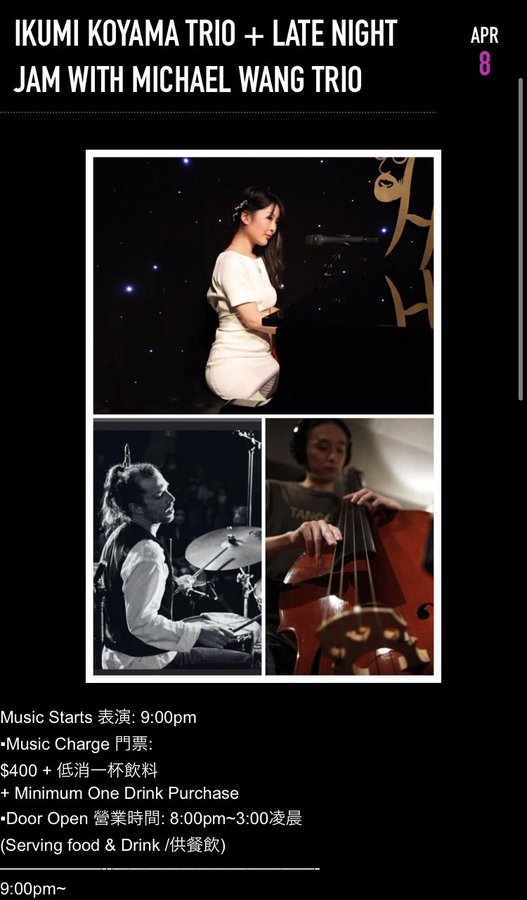 IKUMI KOYAMA TRIO + LATE NIGHT
JAM WITH MICHAEL WANG TRIO
APR
8
TANGO
Music Starts 表演: 9:00pm
▪Music Charge 門票:
$400 + 低消一杯飲料
+ Minimum One Drink Purchase
▪Door Open 營業時間: 8:00pm~3:00凌晨
(Serving food & Drink /供餐飲)
——————--————————————-
9:00pm~